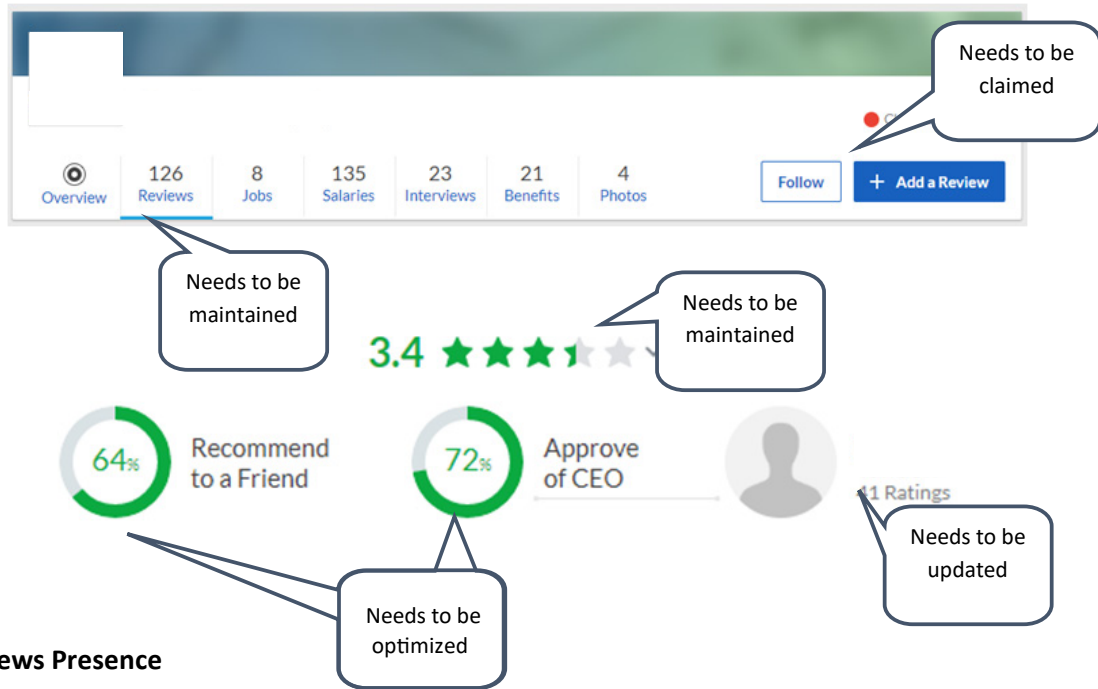 Needs to be
claimed
Overview
126
Reviews
8
Jobs
135
Salaries
23
Interviews
21
Benefits
4
Photos
Follow
+ Add a Review
Needs to be
maintained
Needs to be
maintained
3.4
64%
Recommend
to a Friend
72%
Approve
of CEO
41 Ratings
Needs to be
updated
Needs to be
optimized
ews Presence